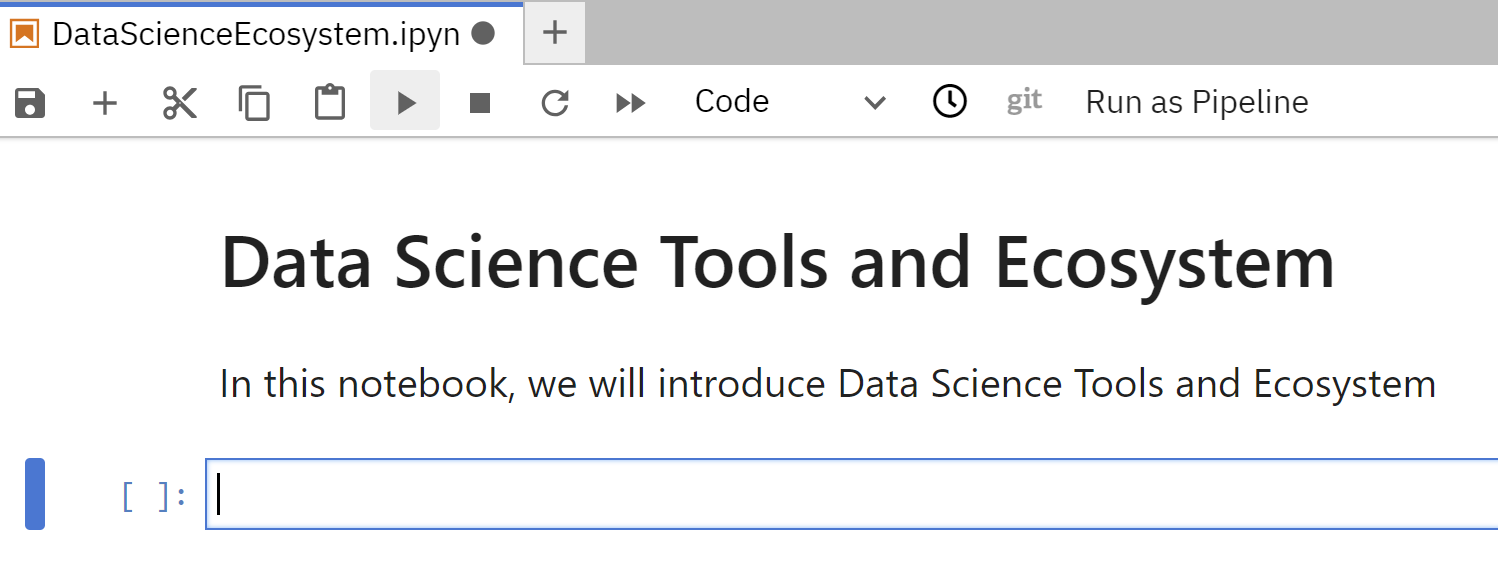 DataScienceEcosystem.ipyn
Code git Run as Pipeline
Data Science Tools and Ecosystem
In this notebook, we will introduce Data Science Tools and Ecosystem
[ ]: